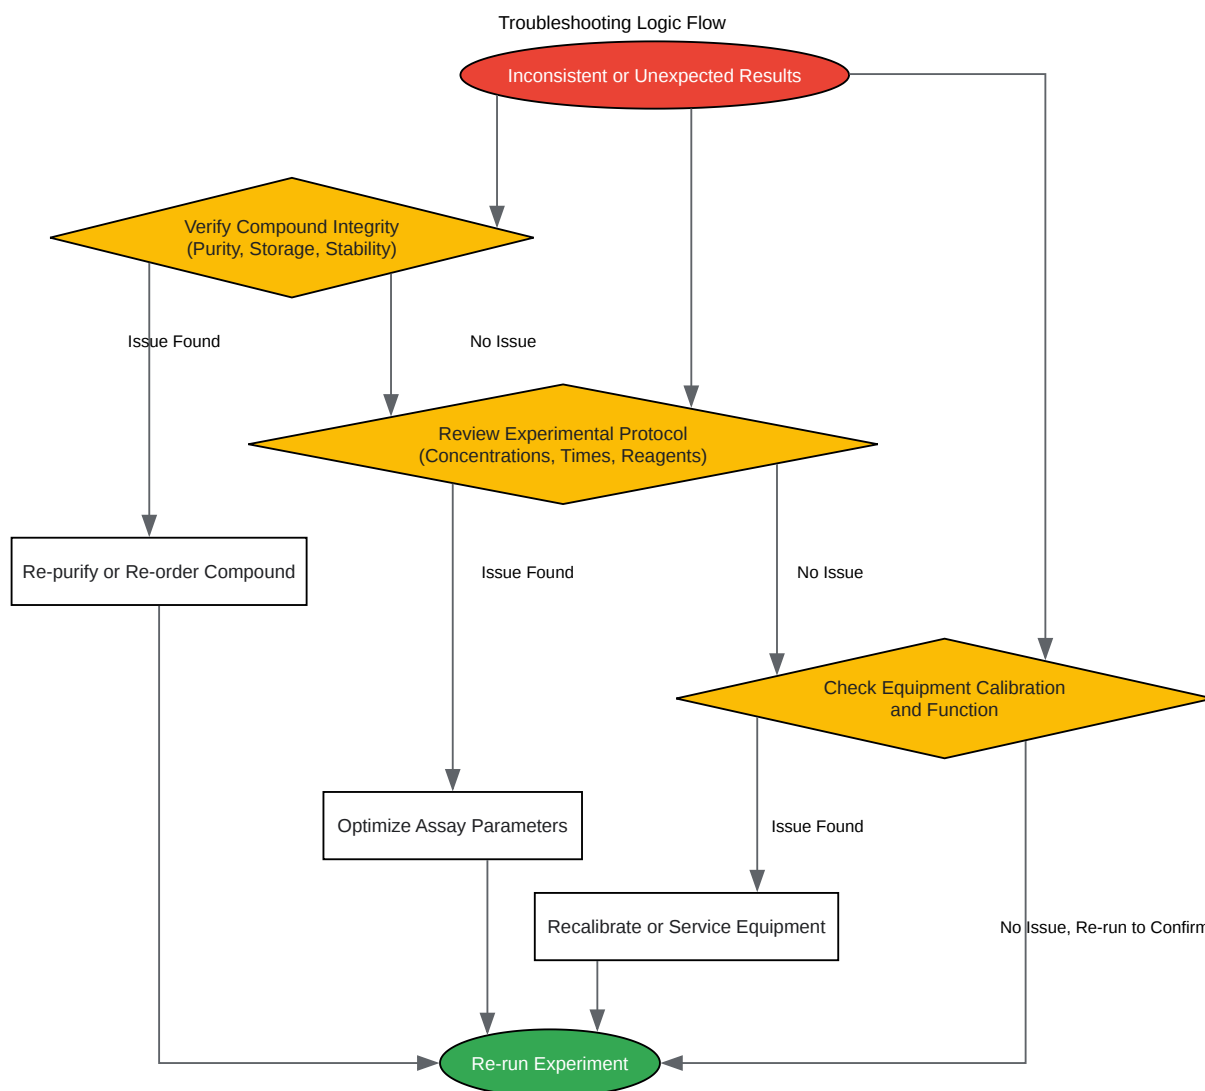 Troubleshooting Logic Flow
Inconsistent or Unexpected Results
Verify Compound Integrity
(Purity, Storage, Stability)
Issue Found
No Issue
Review Experimental Protocol
(Concentrations, Times, Reagents)
Re-purify or Re-order Compound
Issue Found
No Issue
Check Equipment Calibration
and Function
Optimize Assay Parameters
Issue Found
Recalibrate or Service Equipment
No Issue, Re-run to Confirm
Re-run Experiment